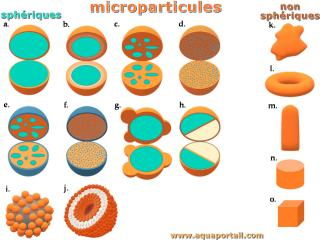 microparticules
sphériques
non
sphériques
a. b. c. d. k.
l.
e. f. g. h. m.
n.
i. j. o.
www.aquaportail.com